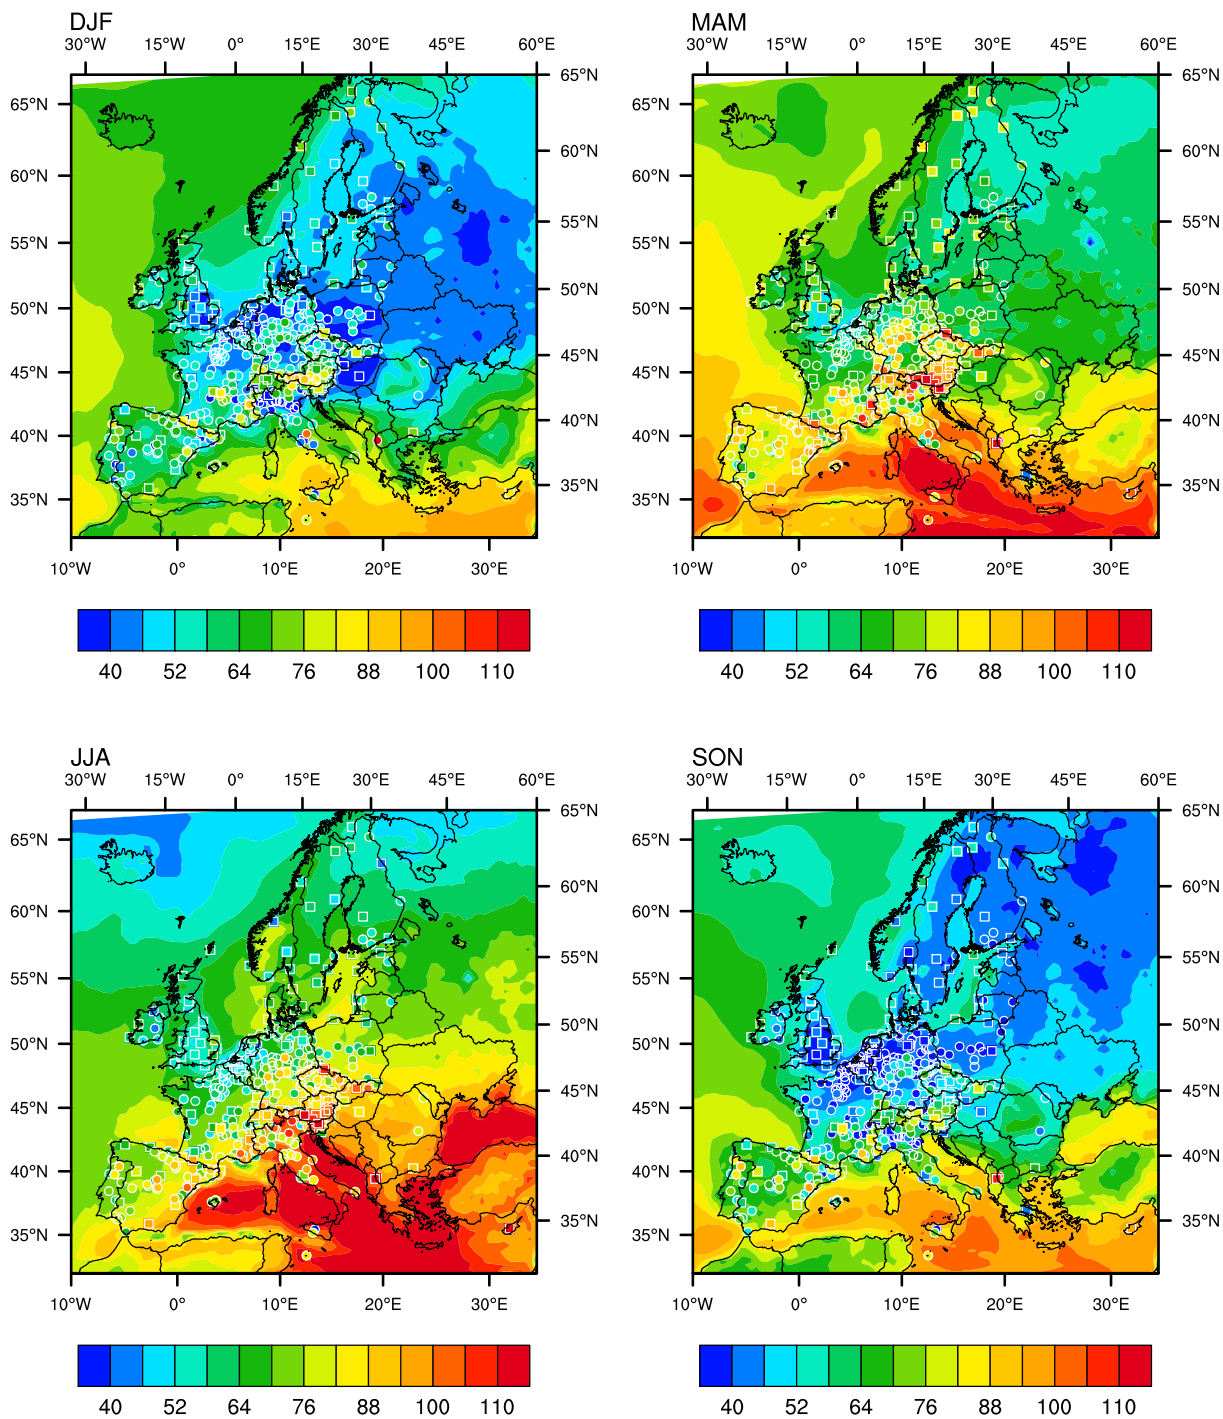 DJF MAM
30°W 15°W 0° 15°E 30°E 45°E 60°E 30°W 15°W 0° 15°E 30°E 45°E 60°E
65°N 65°N
65°N 65°N
60°N 60°N
60°N 60°N
55°N 55°N
55°N 55°N
50°N 50°N
50°N 50°N
45°N 45°N
45°N 45°N
40°N 40°N
40°N 40°N
35°N 35°N
35°N 35°N
10°W 0° 10°E 20°E 30°E 10°W 0° 10°E 20°E 30°E
40 52 64 76 88 100 110 40 52 64 76 88 100 110
JJA SON
30°W 15°W 0° 15°E 30°E 45°E 60°E 30°W 15°W 0° 15°E 30°E 45°E 60°E
65°N 65°N
65°N 65°N
60°N 60°N
60°N 60°N
55°N 55°N
55°N 55°N
50°N 50°N
50°N 50°N
45°N 45°N
45°N 45°N
40°N 40°N
40°N 40°N
35°N 35°N
35°N 35°N
10°W 0° 10°E 20°E 30°E 10°W 0° 10°E 20°E 30°E
40 52 64 76 88 100 110 40 52 64 76 88 100 110